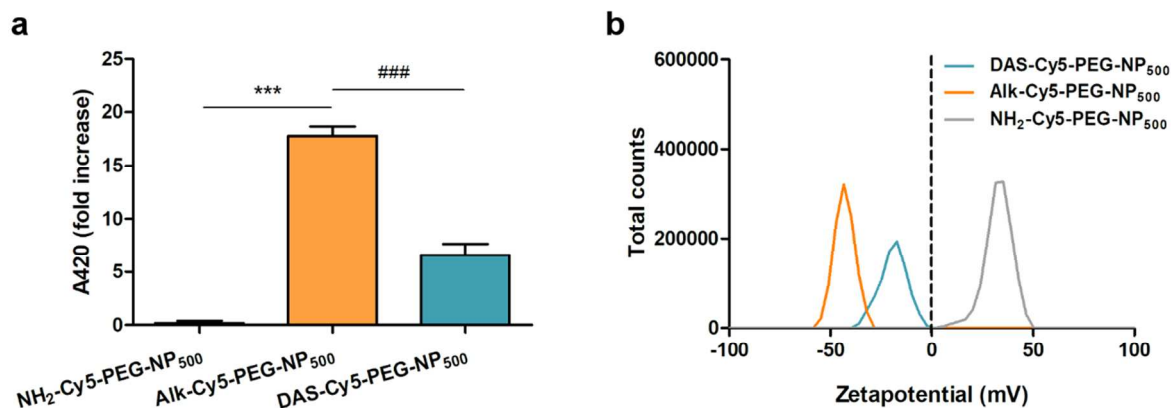 a
A420 (fold increase)
25
20
15
10
5
0
***
###
NH₂-Cy5-PEG-NP₅₀₀
Alk-Cy5-PEG-NP₅₀₀
DAS-Cy5-PEG-NP₅₀₀
b
Total counts
600000
400000
200000
0
DAS-Cy5-PEG-NP₅₀₀
Alk-Cy5-PEG-NP₅₀₀
NH₂-Cy5-PEG-NP₅₀₀
-100 -50 0 50 100
Zetapotential (mV)